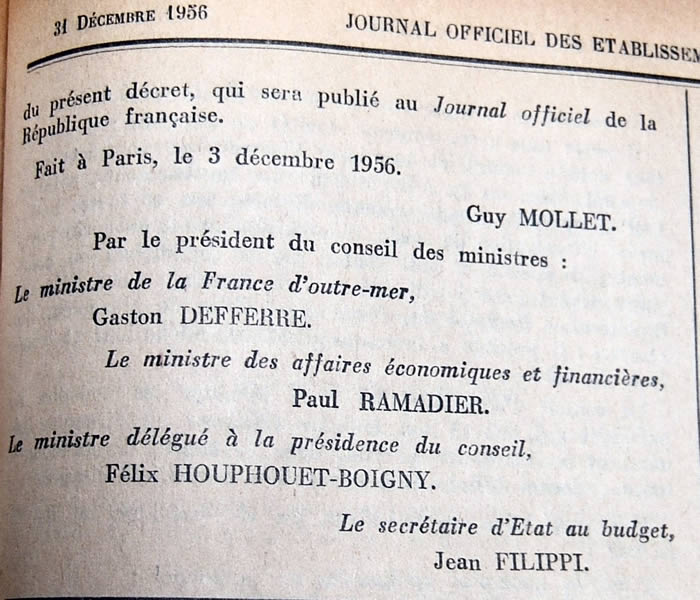 31 DÉCEMBRE 1956
JOURNAL OFFICIEL DES ETABLISSEM
du présent décret, qui sera publié au Journal officiel de la
République française.
Fait à Paris, le 3 décembre 1956.
Guy MOLLET.
Par le président du conseil des ministres :
Le ministre de la France d'outre-mer,
Gaston DEFFERRE.
Le ministre des affaires économiques et financières,
Paul RAMADIER.
Le ministre délégué à la présidence du conseil,
Félix HOUPHOUET-BOIGNY.
Le secrétaire d'Etat au budget,
Jean FILIPPI.